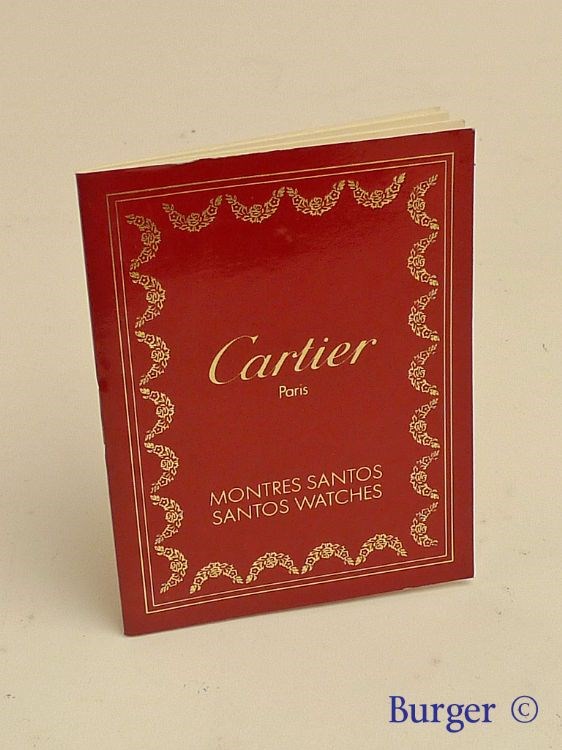 Cartier
Paris
MONTRES SANTOS
SANTOS WATCHES
Burger ©